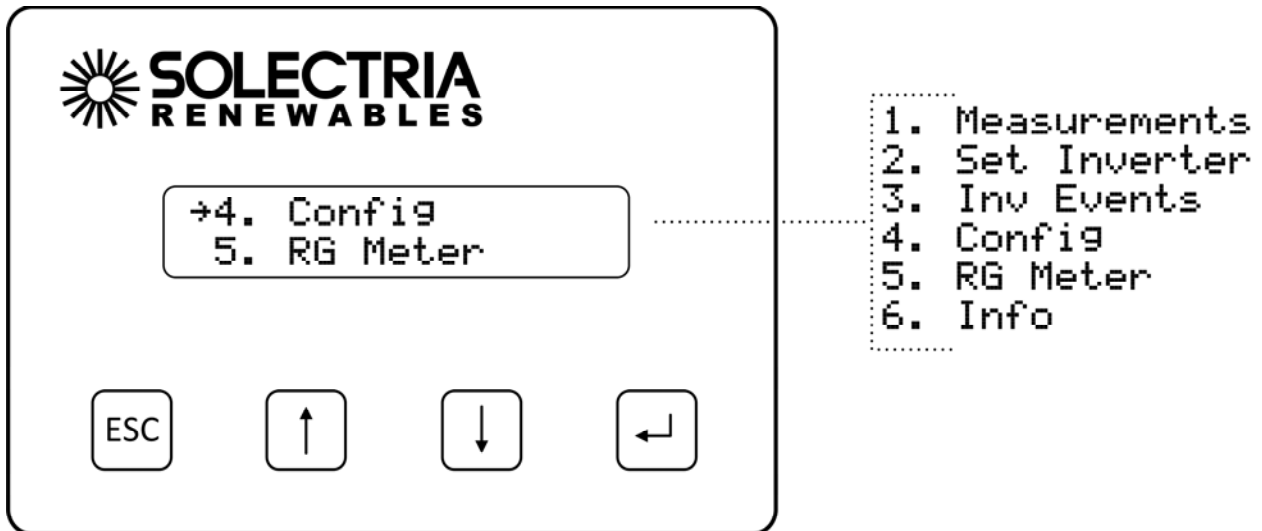 SOLECTRIA
RENEWABLES
→4. Config
5. RG Meter
ESC
↑
↓
↵
1. Measurements
2. Set Inverter
3. Inv Events
4. Config
5. RG Meter
6. Info